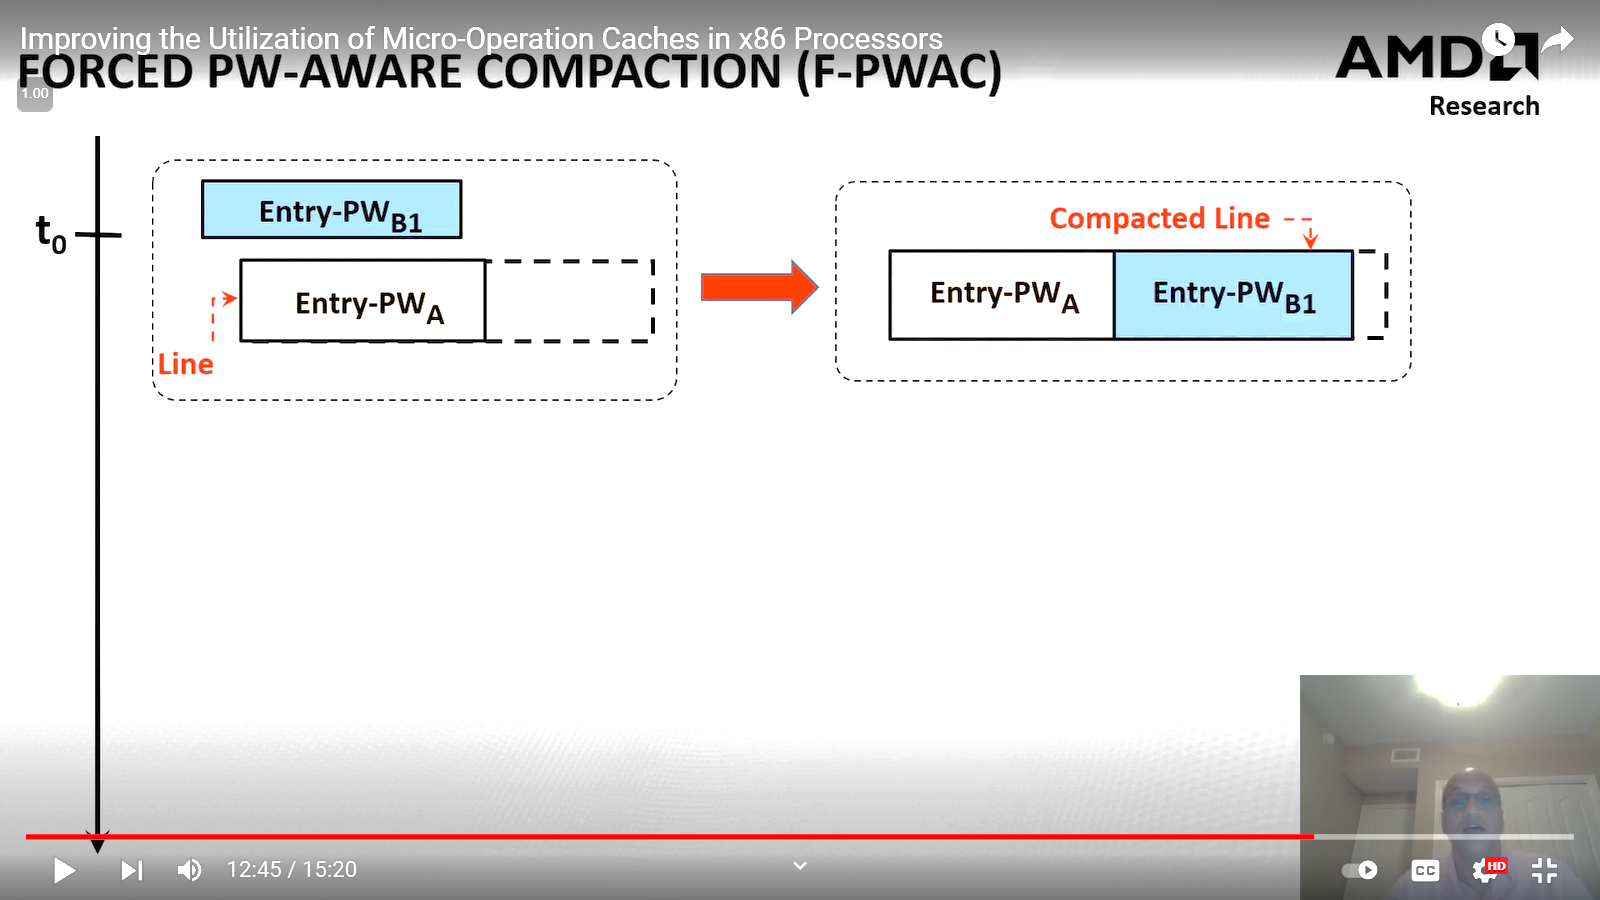 Improving the Utilization of Micro-Operation Caches in x86 Processors
FORCED PW-AWARE COMPACTION (F-PWAC)
1.00
AMD
Research
t0
Entry-PWB1
Entry-PWA
Line
Compacted Line
Entry-PWA
Entry-PWB1
12:45 / 15:20
CC
HD